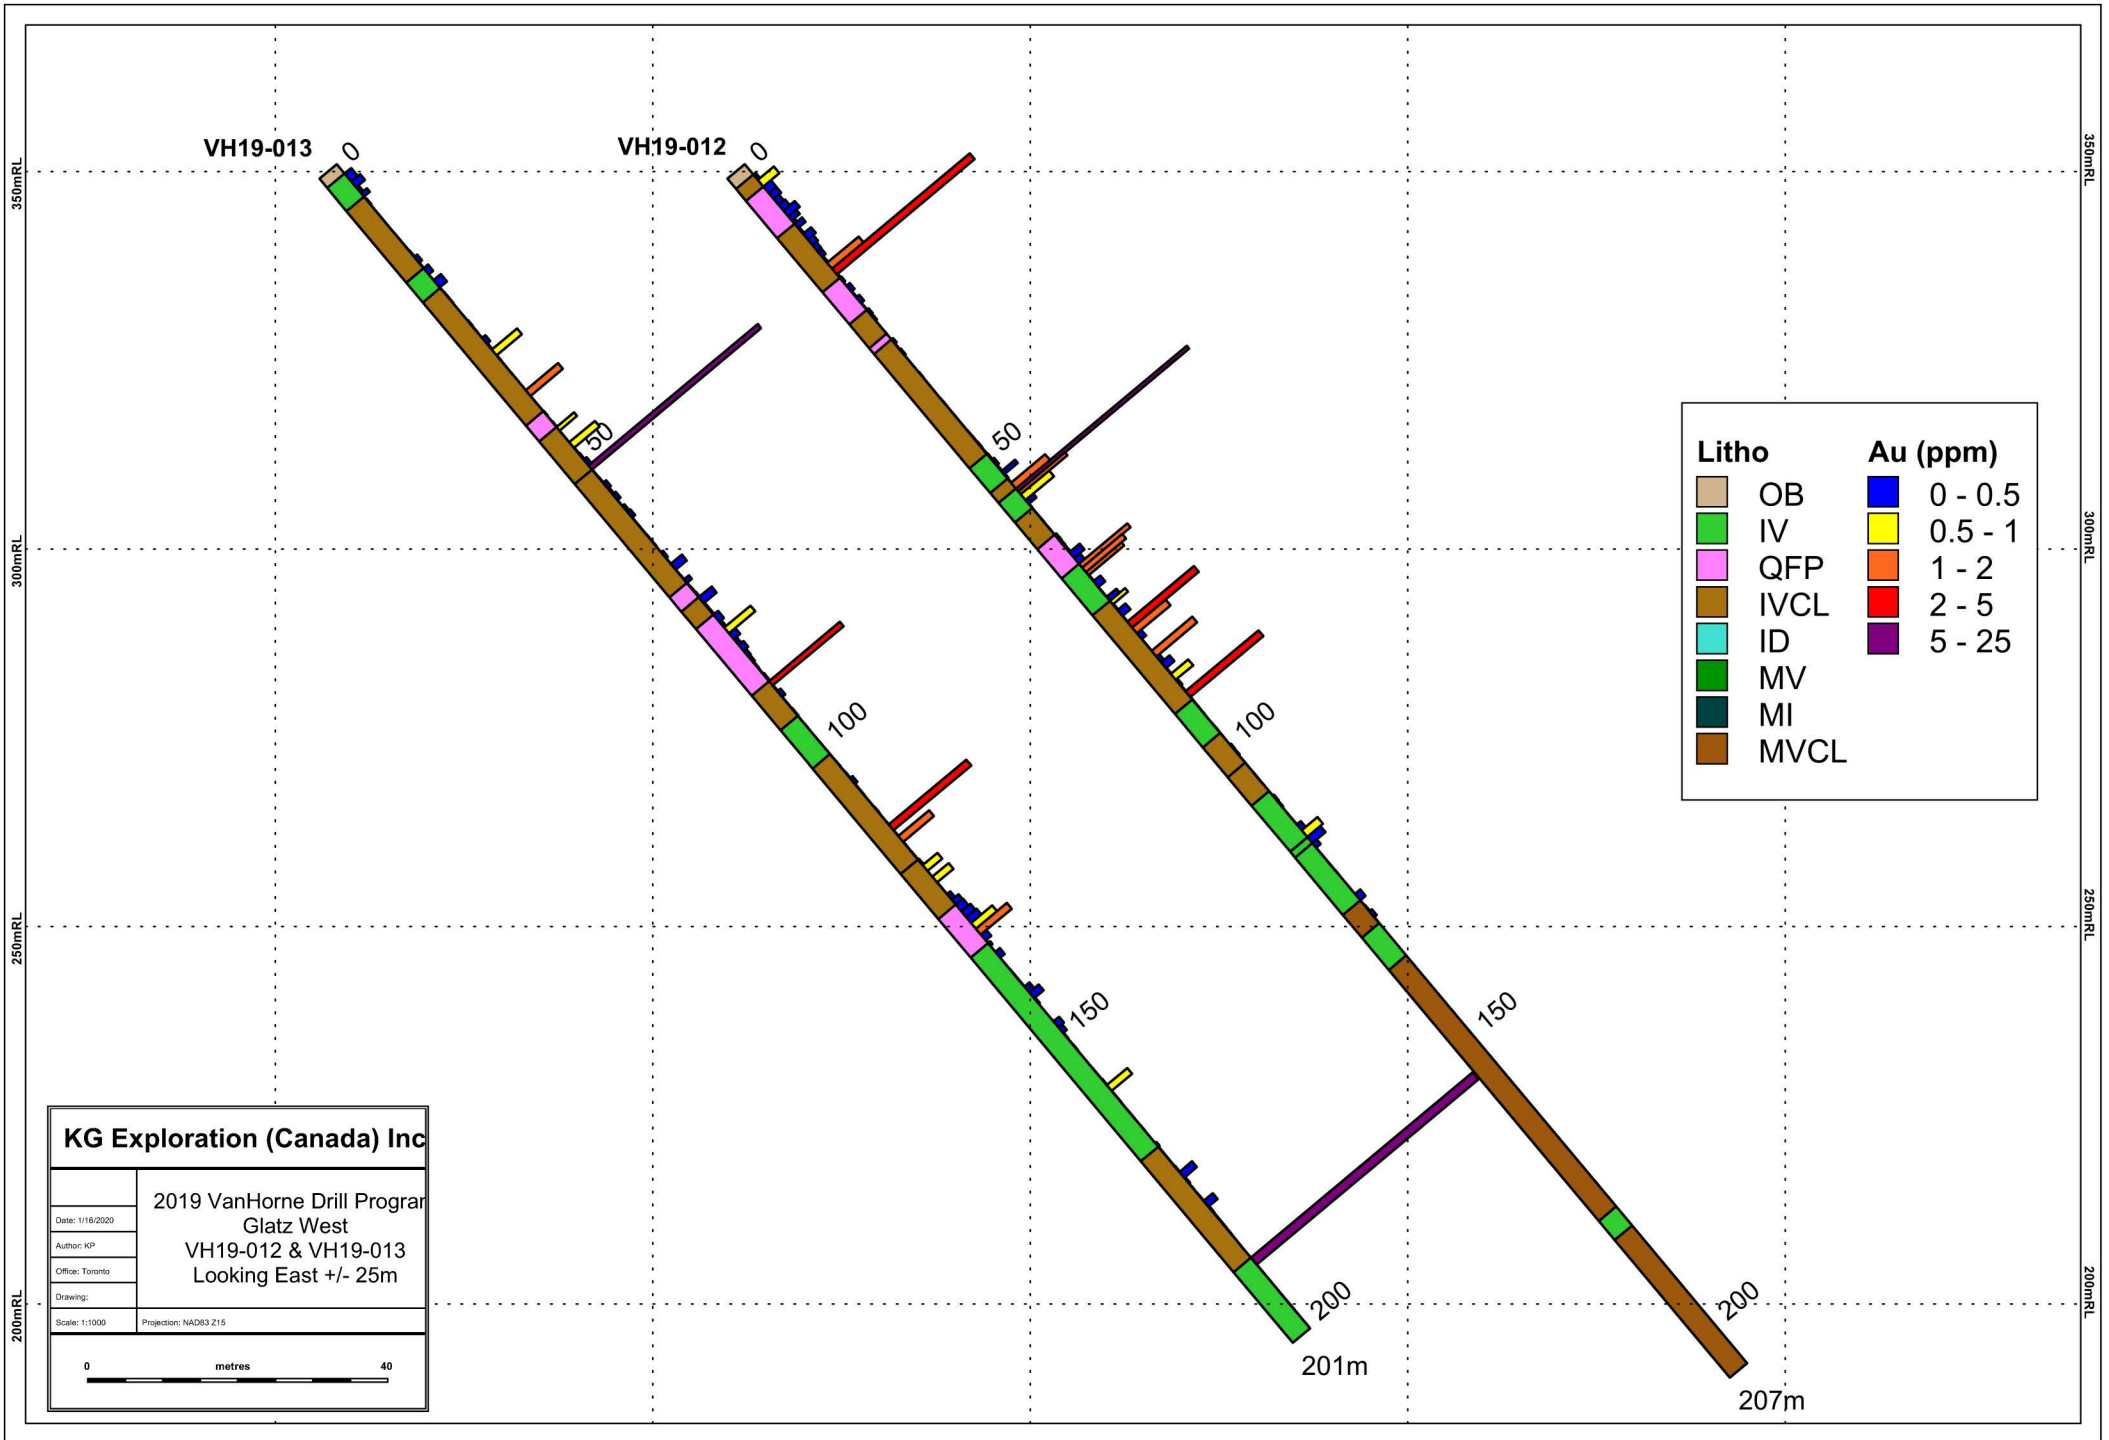 VH19-013
0
VH19-012
0
350mRL
350mRL
50
50
300mRL
300mRL
Litho
Au (ppm)
OB
0 - 0.5
IV
0.5 - 1
QFP
1 - 2
IVCL
2 - 5
ID
5 - 25
MV
MI
MVCL
100
100
250mRL
250mRL
150
150
200mRL
200mRL
200
200
201m
207m
KG Exploration (Canada) Inc
2019 VanHorne Drill Program
Glatz West
VH19-012 & VH19-013
Looking East +/- 25m
Date: 1/16/2020
Author: KP
Office: Toronto
Drawing:
Scale: 1:1000
Projection: NAD83 Z15
0
metres
40